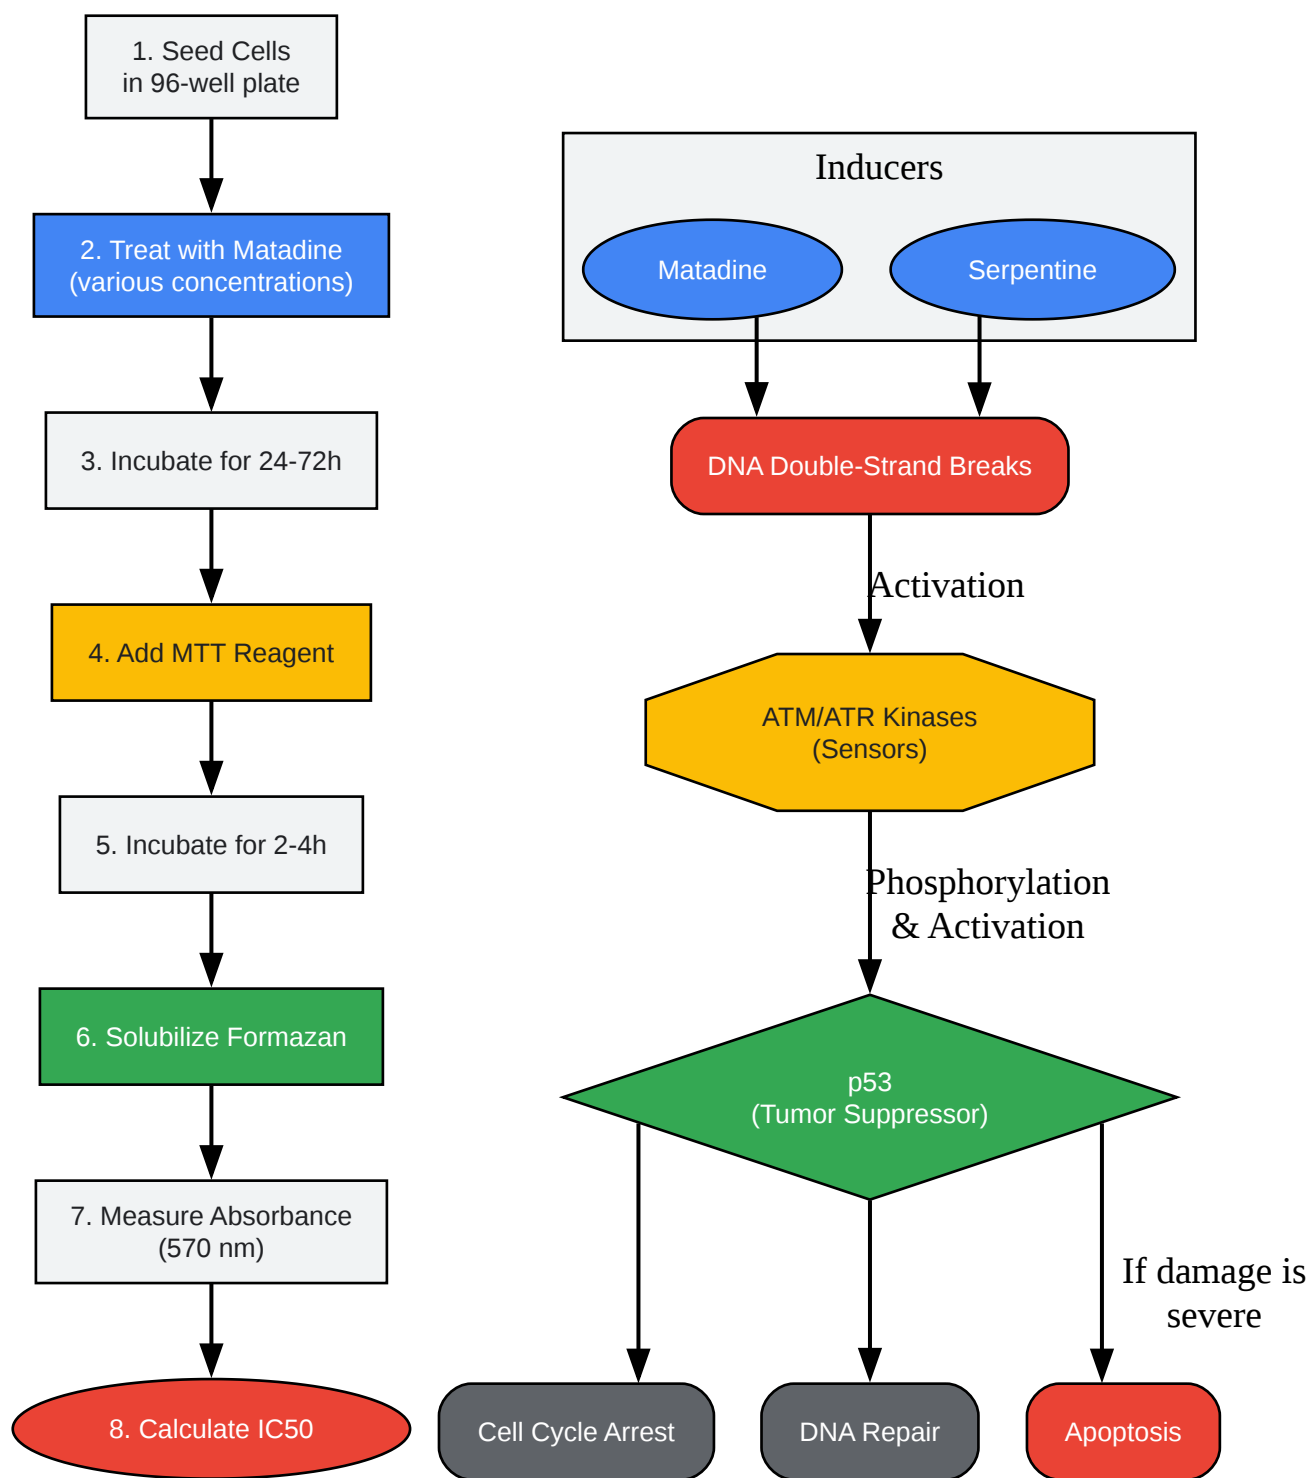 1. Seed Cells
in 96-well plate
2. Treat with Matadine
(various concentrations)
3. Incubate for 24-72h
4. Add MTT Reagent
5. Incubate for 2-4h
6. Solubilize Formazan
7. Measure Absorbance
(570 nm)
8. Calculate IC50
Inducers
Matadine
Serpentine
DNA Double-Strand Breaks
Activation
ATM/ATR Kinases
(Sensors)
Phosphorylation
& Activation
p53
(Tumor Suppressor)
If damage is
severe
Cell Cycle Arrest
DNA Repair
Apoptosis